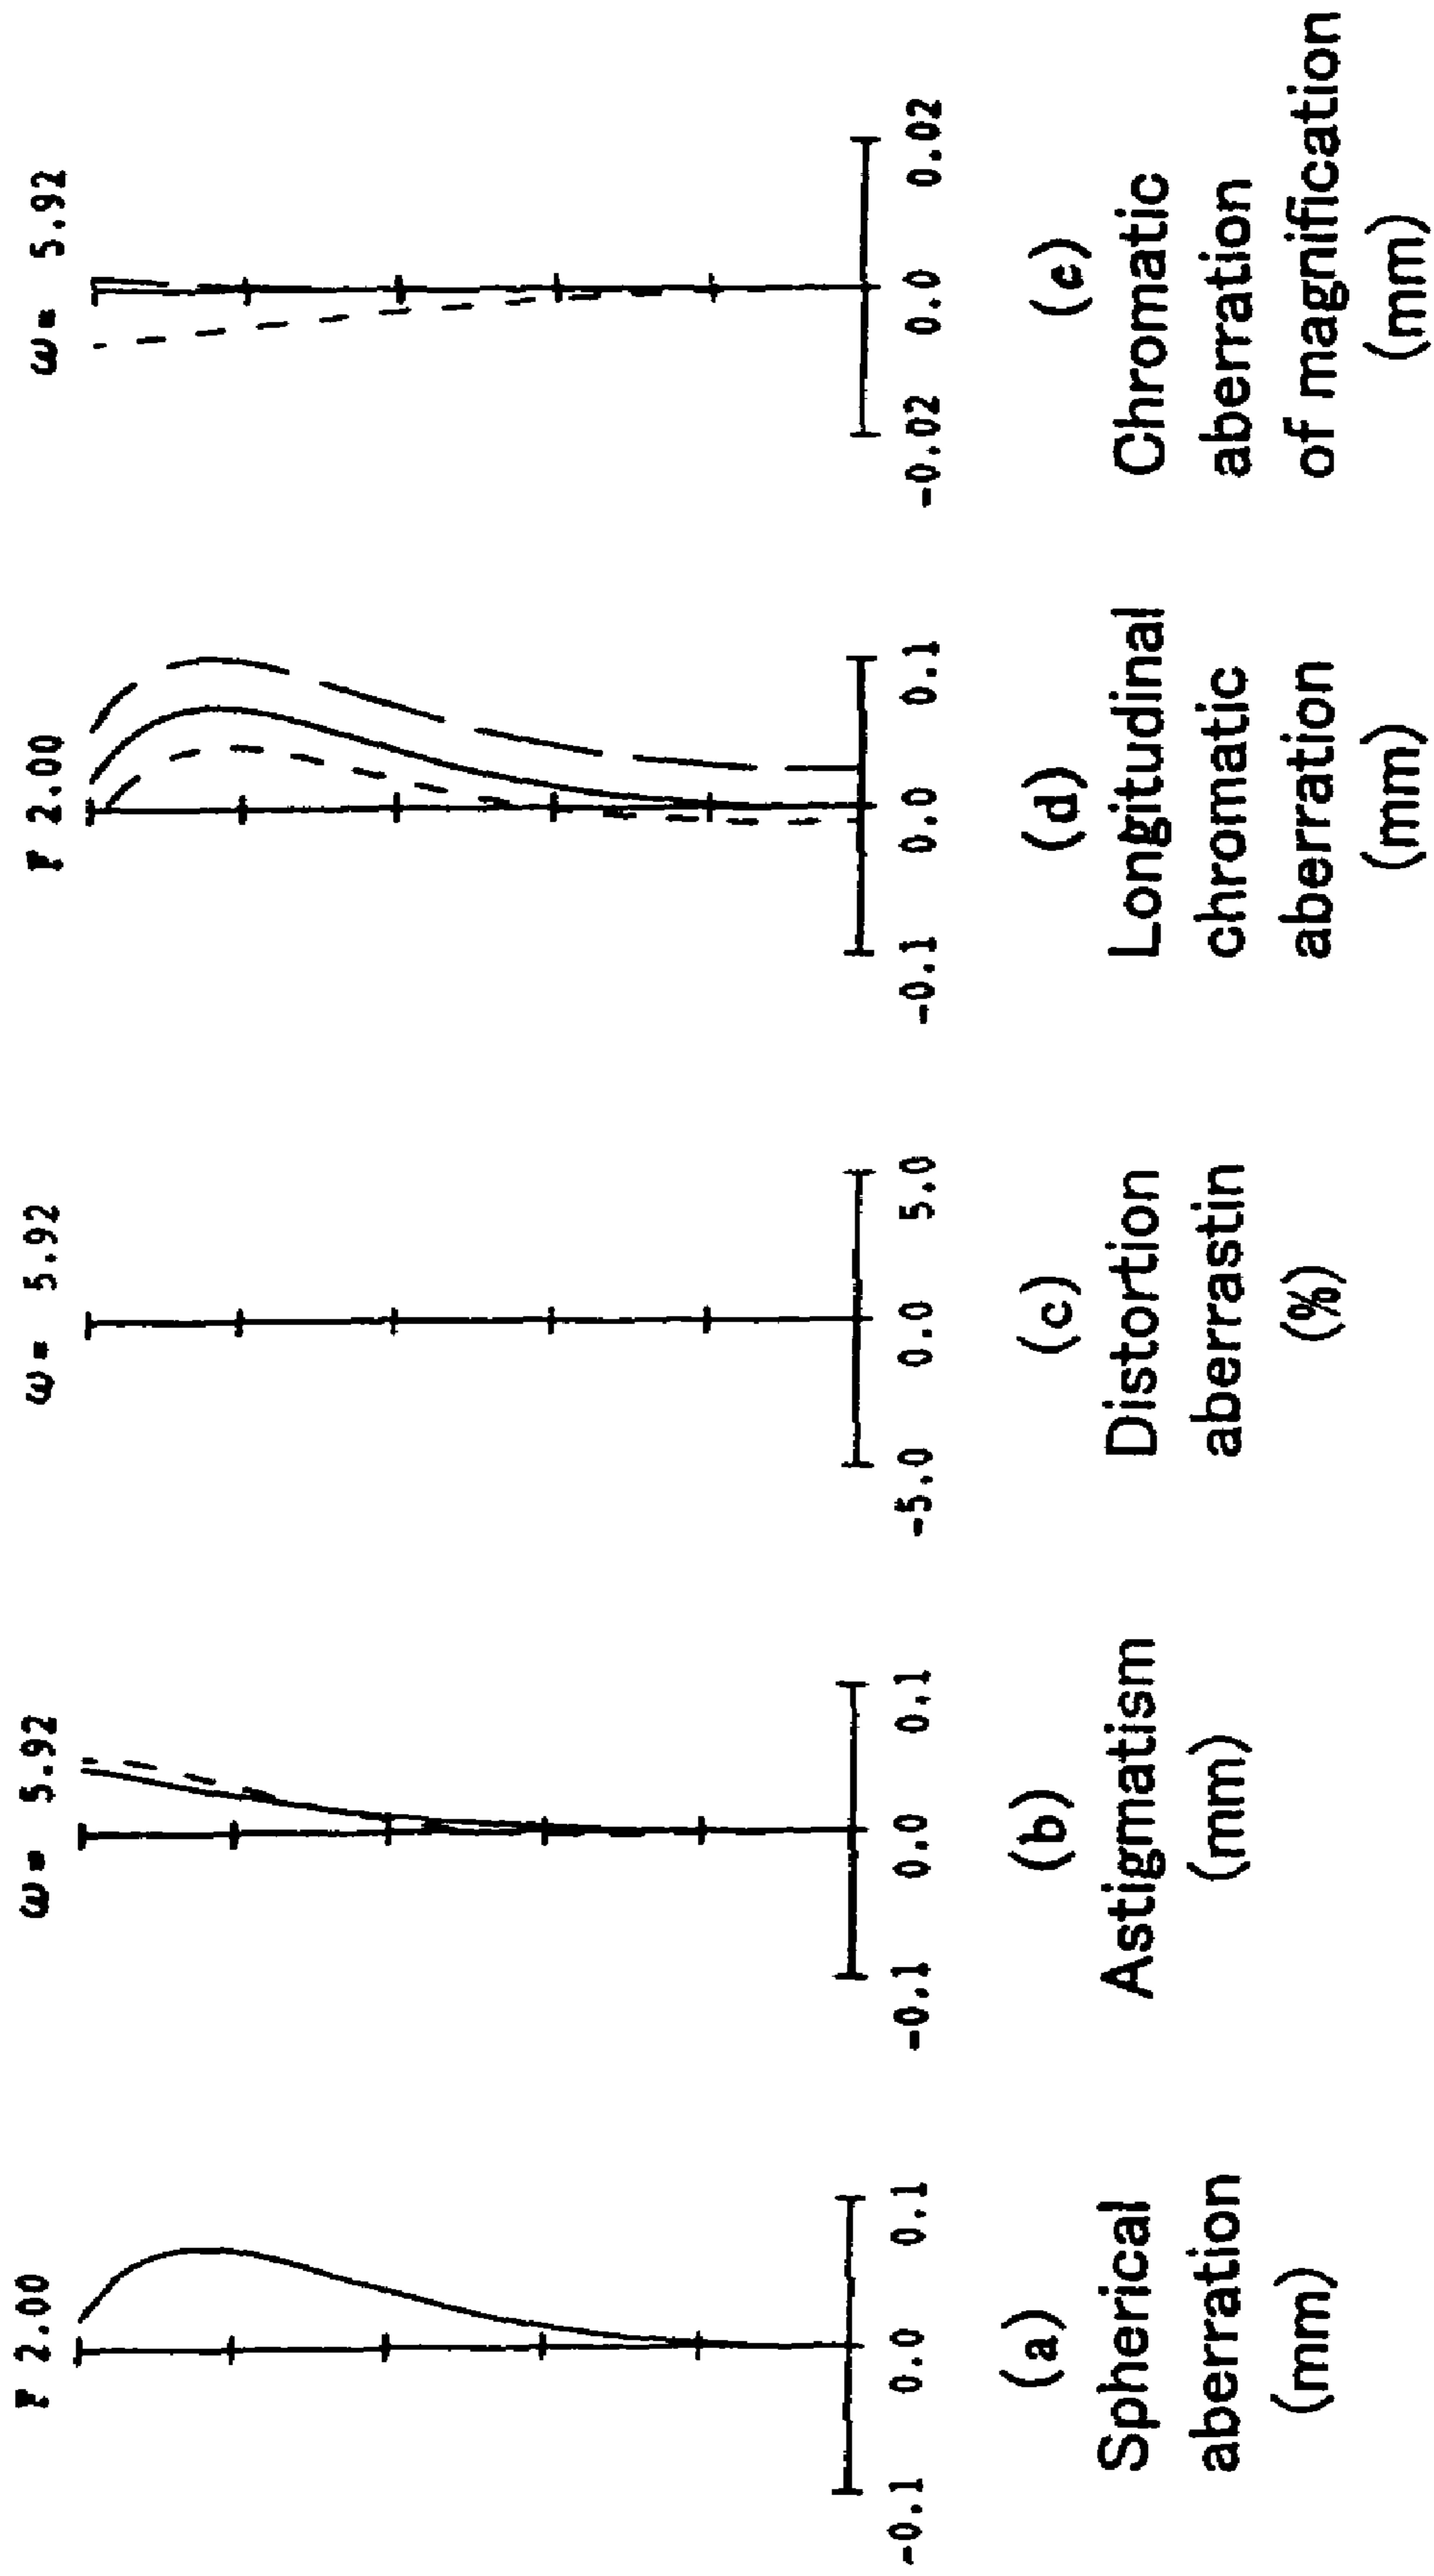 F 2.00
-0.1 0.0 0.1
(a)
Spherical
aberration
(mm)
ω= 5.92
-0.1 0.0 0.1
(b)
Astigmatism
(mm)
ω= 5.92
-5.0 0.0 5.0
(c)
Distortion
aberrastin
(%)
F 2.00
-0.1 0.0 0.1
(d)
Longitudinal
chromatic
aberration
(mm)
ω= 5.92
-0.02 0.0 0.02
(e)
Chromatic
aberration
of magnification
(mm)